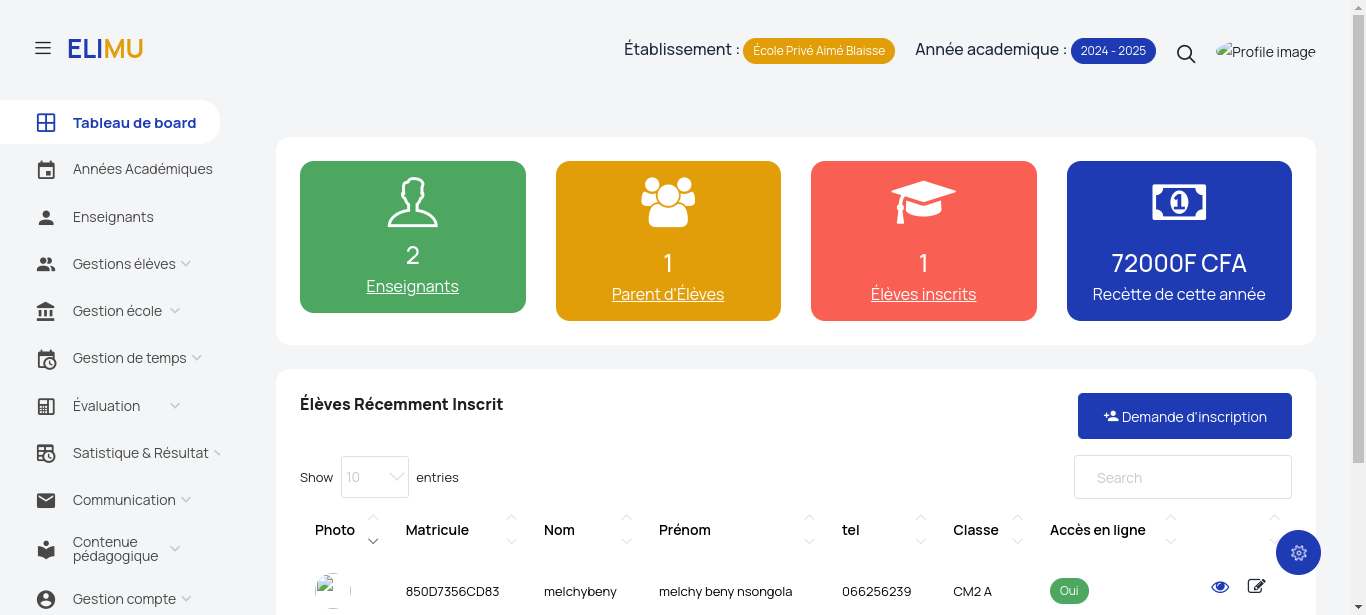 ELIMU
Établissement : École Privé Aimé Blaisse Année academique : 2024 - 2025 Profile image
Tableau de board
Années Académiques
Enseignants
Gestions élèves
Gestion école
Gestion de temps
Évaluation
Satistique & Résultat
Communication
Contenue
pédagogique
Gestion compte
2
Enseignants
1
Parent d'Élèves
1
Élèves inscrits
72000F CFA
Recètte de cette année
Élèves Récemment Inscrit
Demande d'inscription
Show 10 entries
Search
Photo Matricule Nom Prénom tel Classe Accès en ligne
850D7356CD83 melchybeny melchy beny nsongola 066256239 CM2 A Oui